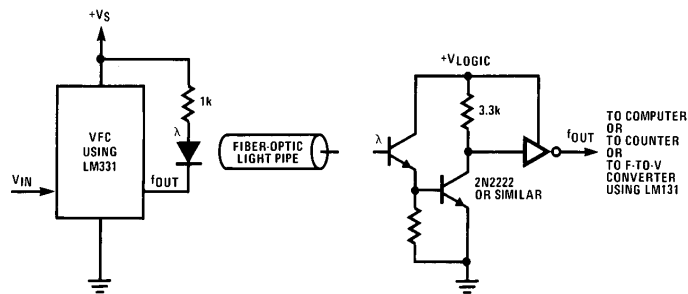 +VS
1k
λ
VFC
USING
LM331
VIN
fOUT
FIBER-OPTIC
LIGHT PIPE
+VLOGIC
3.3k
λ
2N2222
OR SIMILAR
fOUT
TO COMPUTER
OR
TO COUNTER
OR
TO F-TO-V
CONVERTER
USING LM131